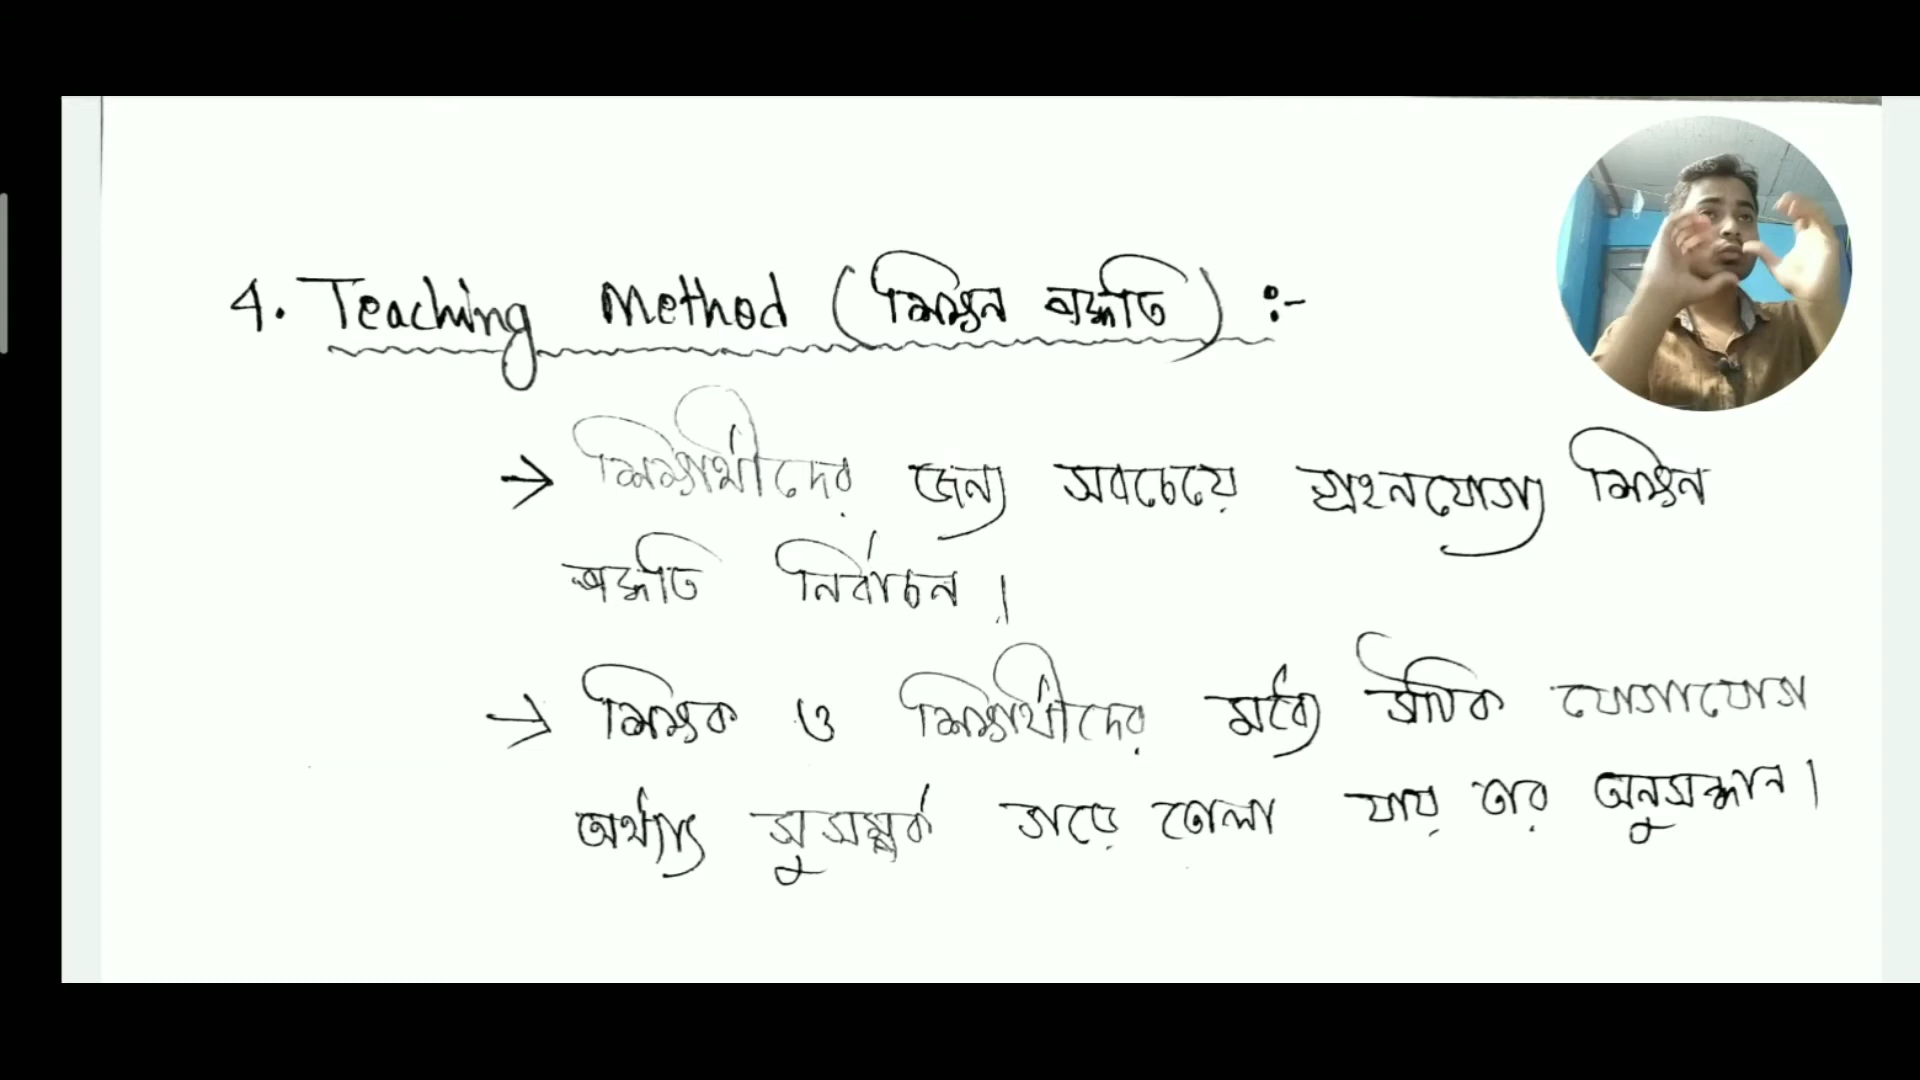 4. Teaching Method (শিক্ষন পদ্ধতি) :-
→ শিক্ষার্থীদের জন্য সবচেয়ে গ্রহনযোগ্য শিক্ষন
পদ্ধতি নির্বাচন।
→ শিক্ষক ও শিক্ষার্থীদের মধ্যে সঠিক যোগাযোগ
অর্থ্যাৎ সুসম্পর্ক গড়ে তোলা যায় তার অনুসন্ধান।